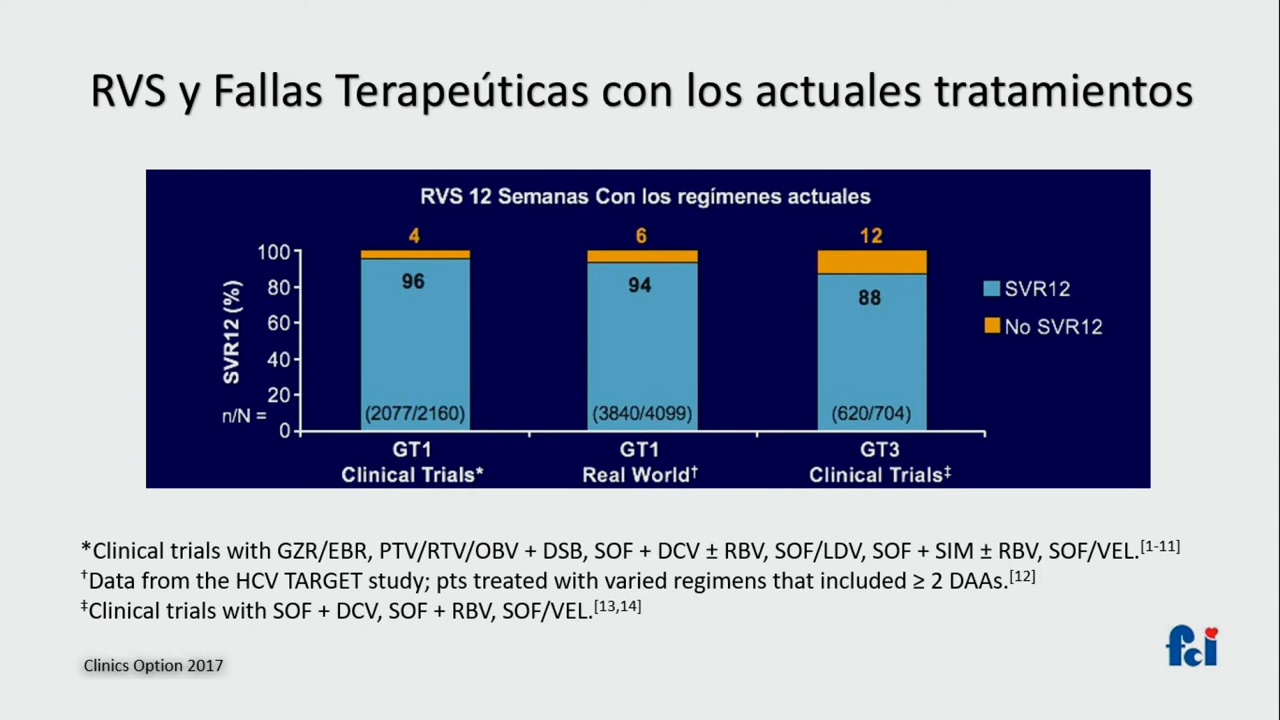 RVS y Fallas Terapeúticas con los actuales tratamientos
RVS 12 Semanas Con los regímenes actuales
4 6 12
100
80
60
40
20
0
SVR12 (%)
96 94 88
SVR12
No SVR12
n/N = (2077/2160) (3840/4099) (620/704)
GT1 GT1 GT3
Clinical Trials* Real World† Clinical Trials‡
*Clinical trials with GZR/EBR, PTV/RTV/OBV + DSB, SOF + DCV ± RBV, SOF/LDV, SOF + SIM ± RBV, SOF/VEL.[1-11]
†Data from the HCV TARGET study; pts treated with varied regimens that included ≥ 2 DAAs.[12]
‡Clinical trials with SOF + DCV, SOF + RBV, SOF/VEL.[13,14]
Clinics Option 2017
fci